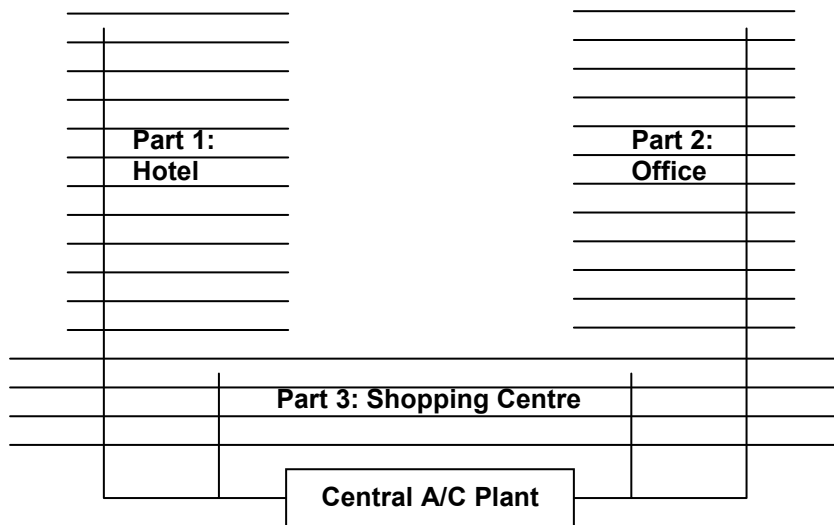 Part 1:
Hotel
Part 2:
Office
Part 3: Shopping Centre
Central A/C Plant